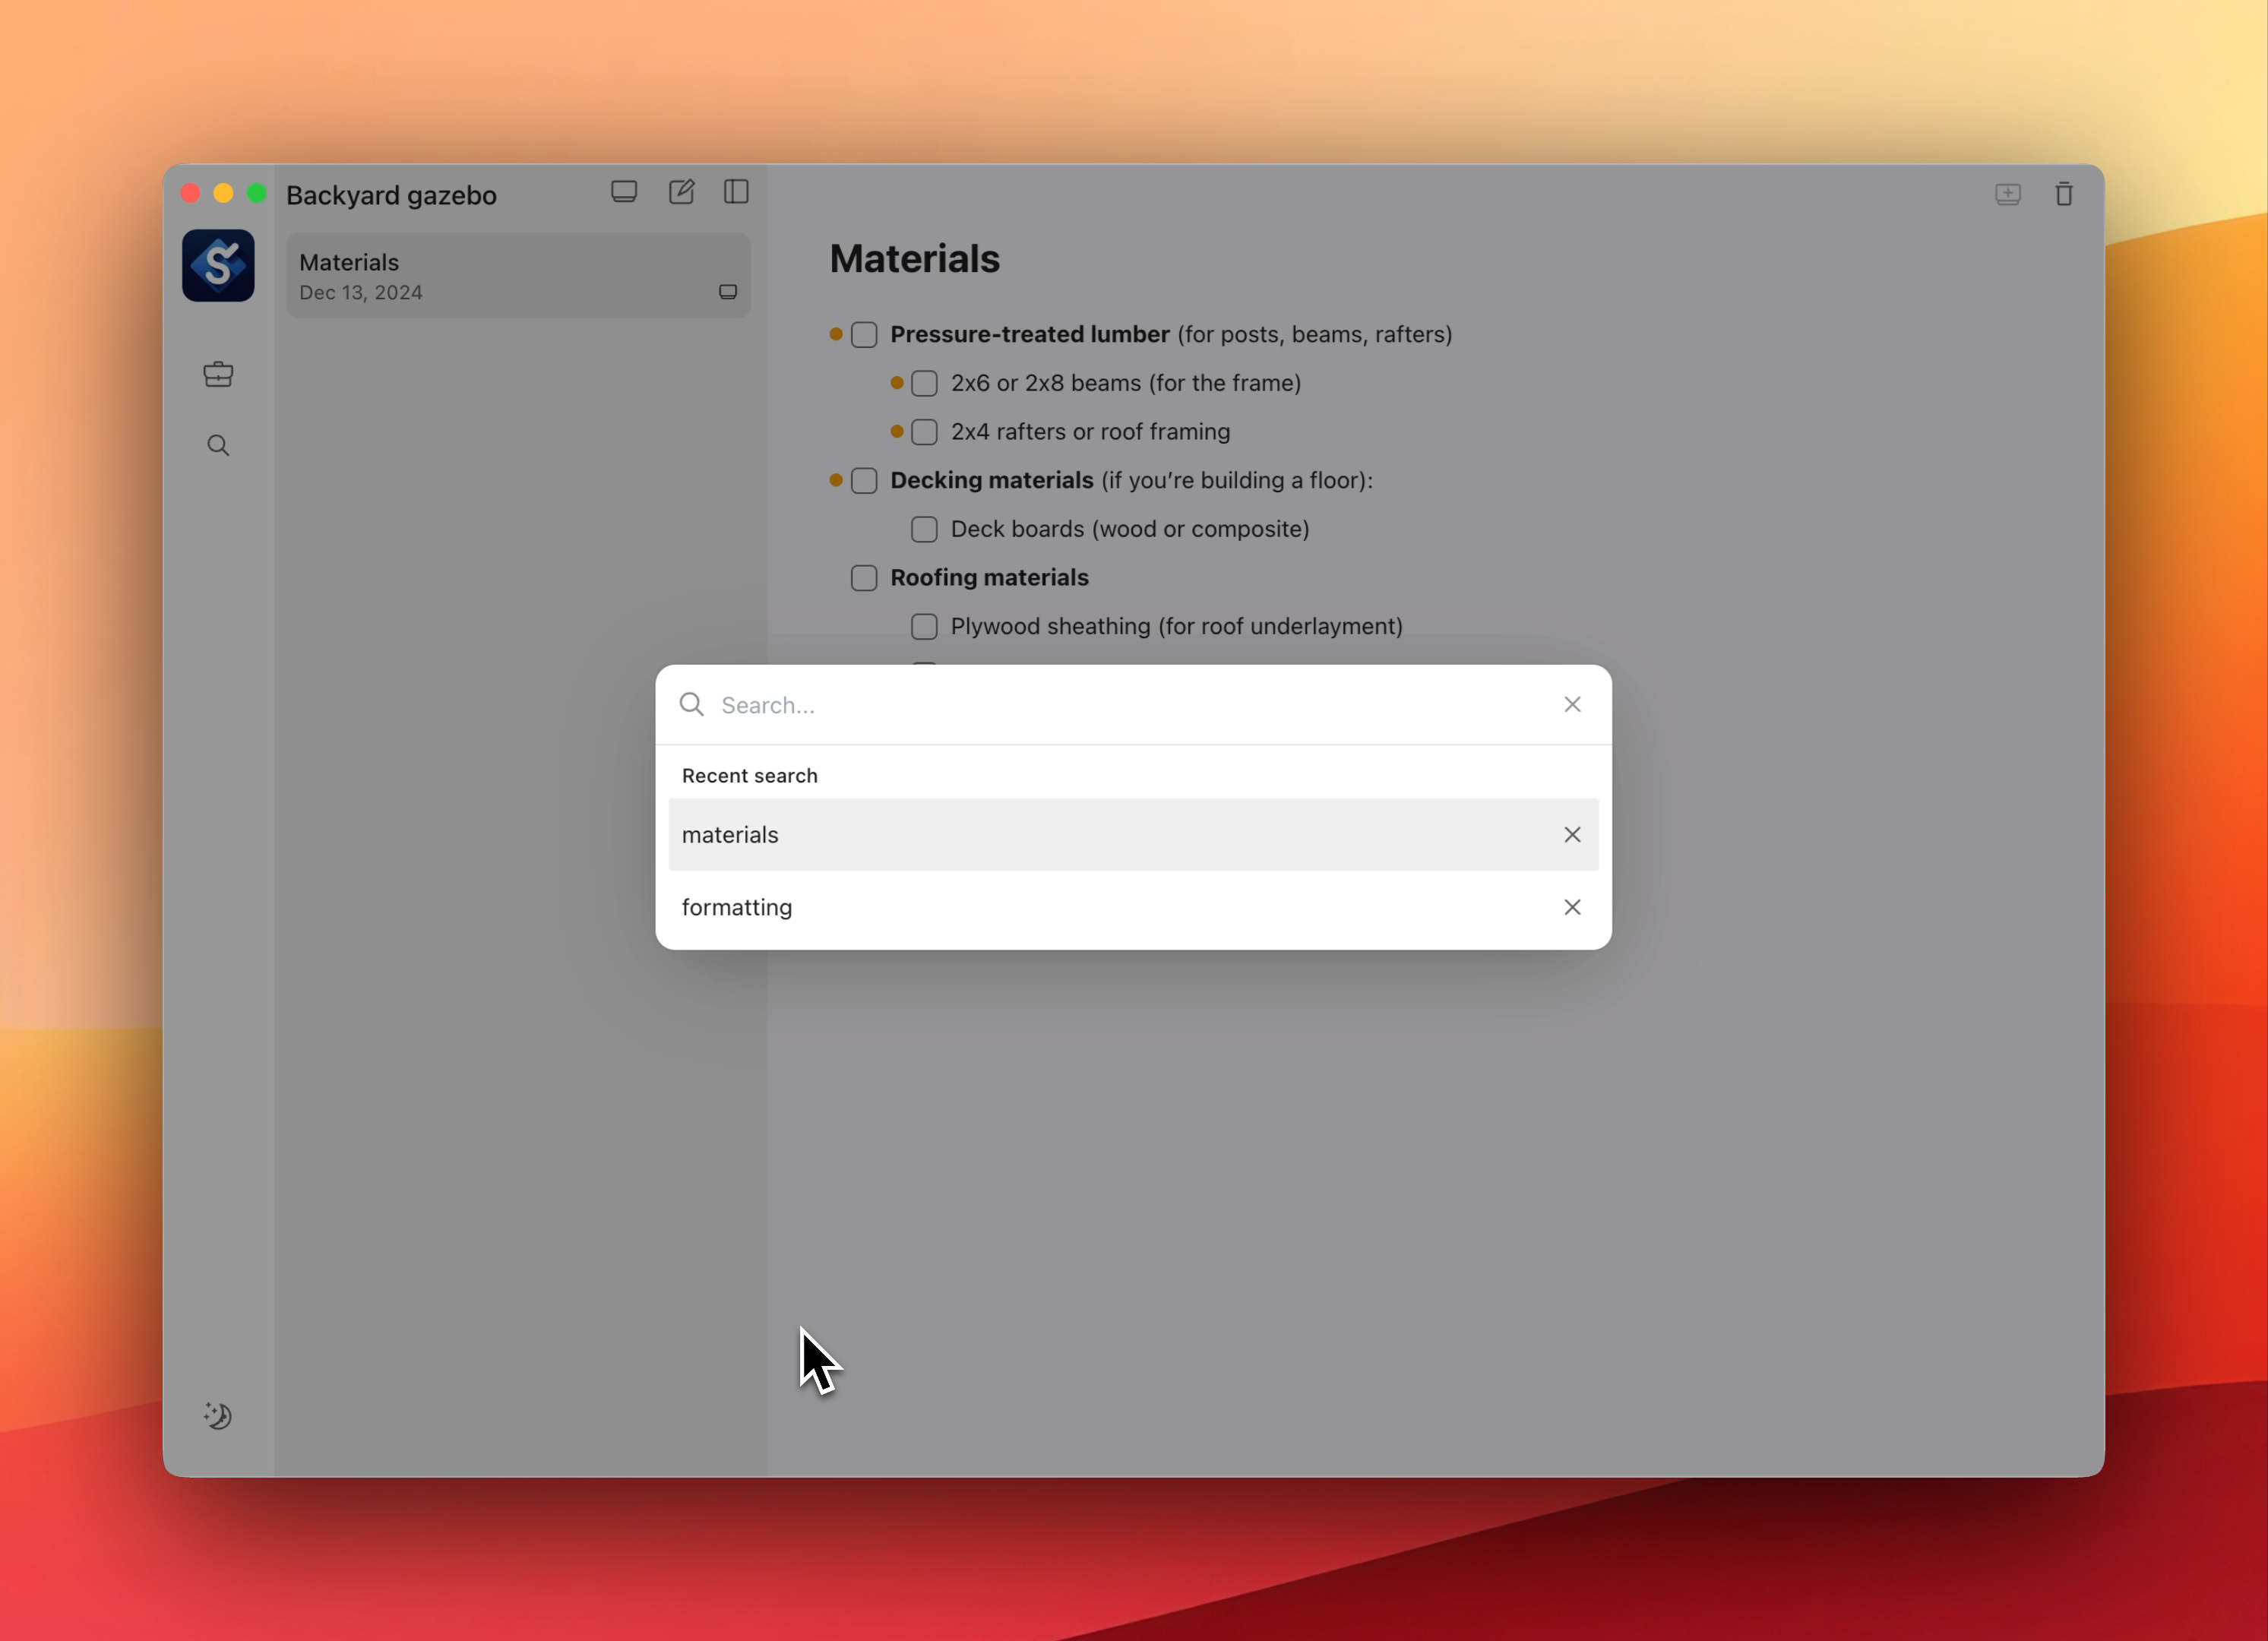 Backyard gazebo
Materials
Dec 13, 2024
Materials
Pressure-treated lumber (for posts, beams, rafters)
2x6 or 2x8 beams (for the frame)
2x4 rafters or roof framing
Decking materials (if you’re building a floor):
Deck boards (wood or composite)
Roofing materials
Plywood sheathing (for roof underlayment)
Search...
Recent search
materials
formatting